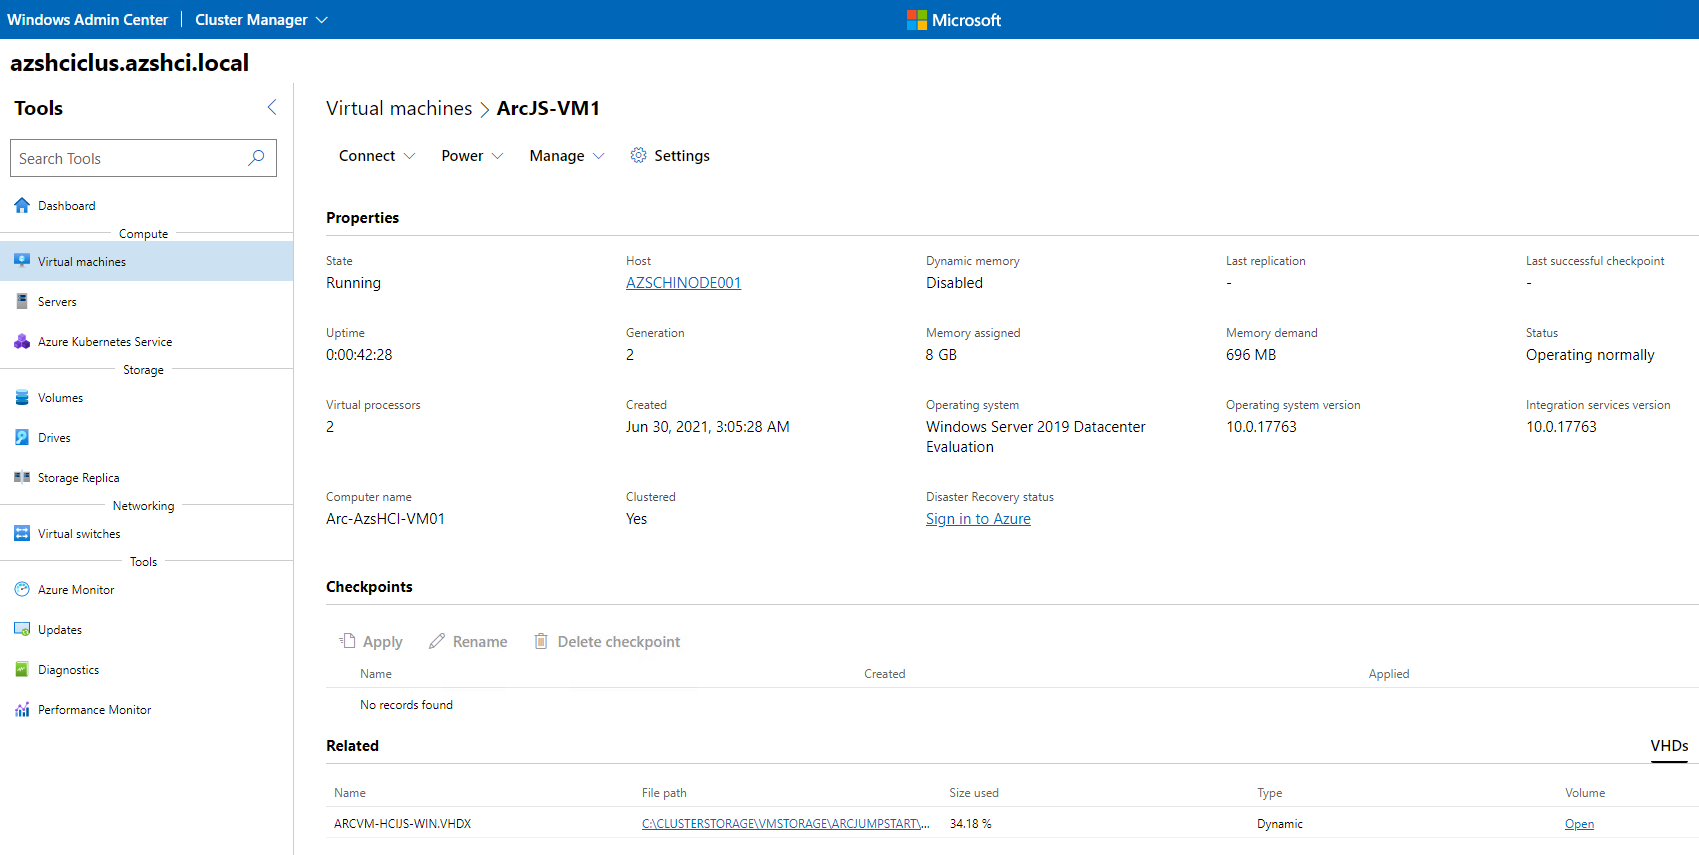 Windows Admin Center | Cluster Manager
Microsoft
azshciclus.azshci.local
Tools
Search Tools
Dashboard
Compute
Virtual machines
Servers
Azure Kubernetes Service
Storage
Volumes
Drives
Storage Replica
Networking
Virtual switches
Tools
Azure Monitor
Updates
Diagnostics
Performance Monitor
Virtual machines > ArcJS-VM1
Connect Power Manage Settings
Properties
State Host Dynamic memory Last replication Last successful checkpoint
Running AZSCHINODE001 Disabled - -
Uptime Generation Memory assigned Memory demand Status
0:00:42:28 2 8 GB 696 MB Operating normally
Virtual processors Created Operating system Operating system version Integration services version
2 Jun 30, 2021, 3:05:28 AM Windows Server 2019 Datacenter 10.0.17763 10.0.17763
Evaluation
Computer name Clustered Disaster Recovery status
Arc-AzsHCI-VM01 Yes Sign in to Azure
Checkpoints
Apply Rename Delete checkpoint
Name Created Applied
No records found
Related VHDs
Name File path Size used Type Volume
ARCVM-HCIJS-WIN.VHDX C:\CLUSTERSTORAGE\VMSTORAGE\ARCJUMPSTART\... 34.18 % Dynamic Open